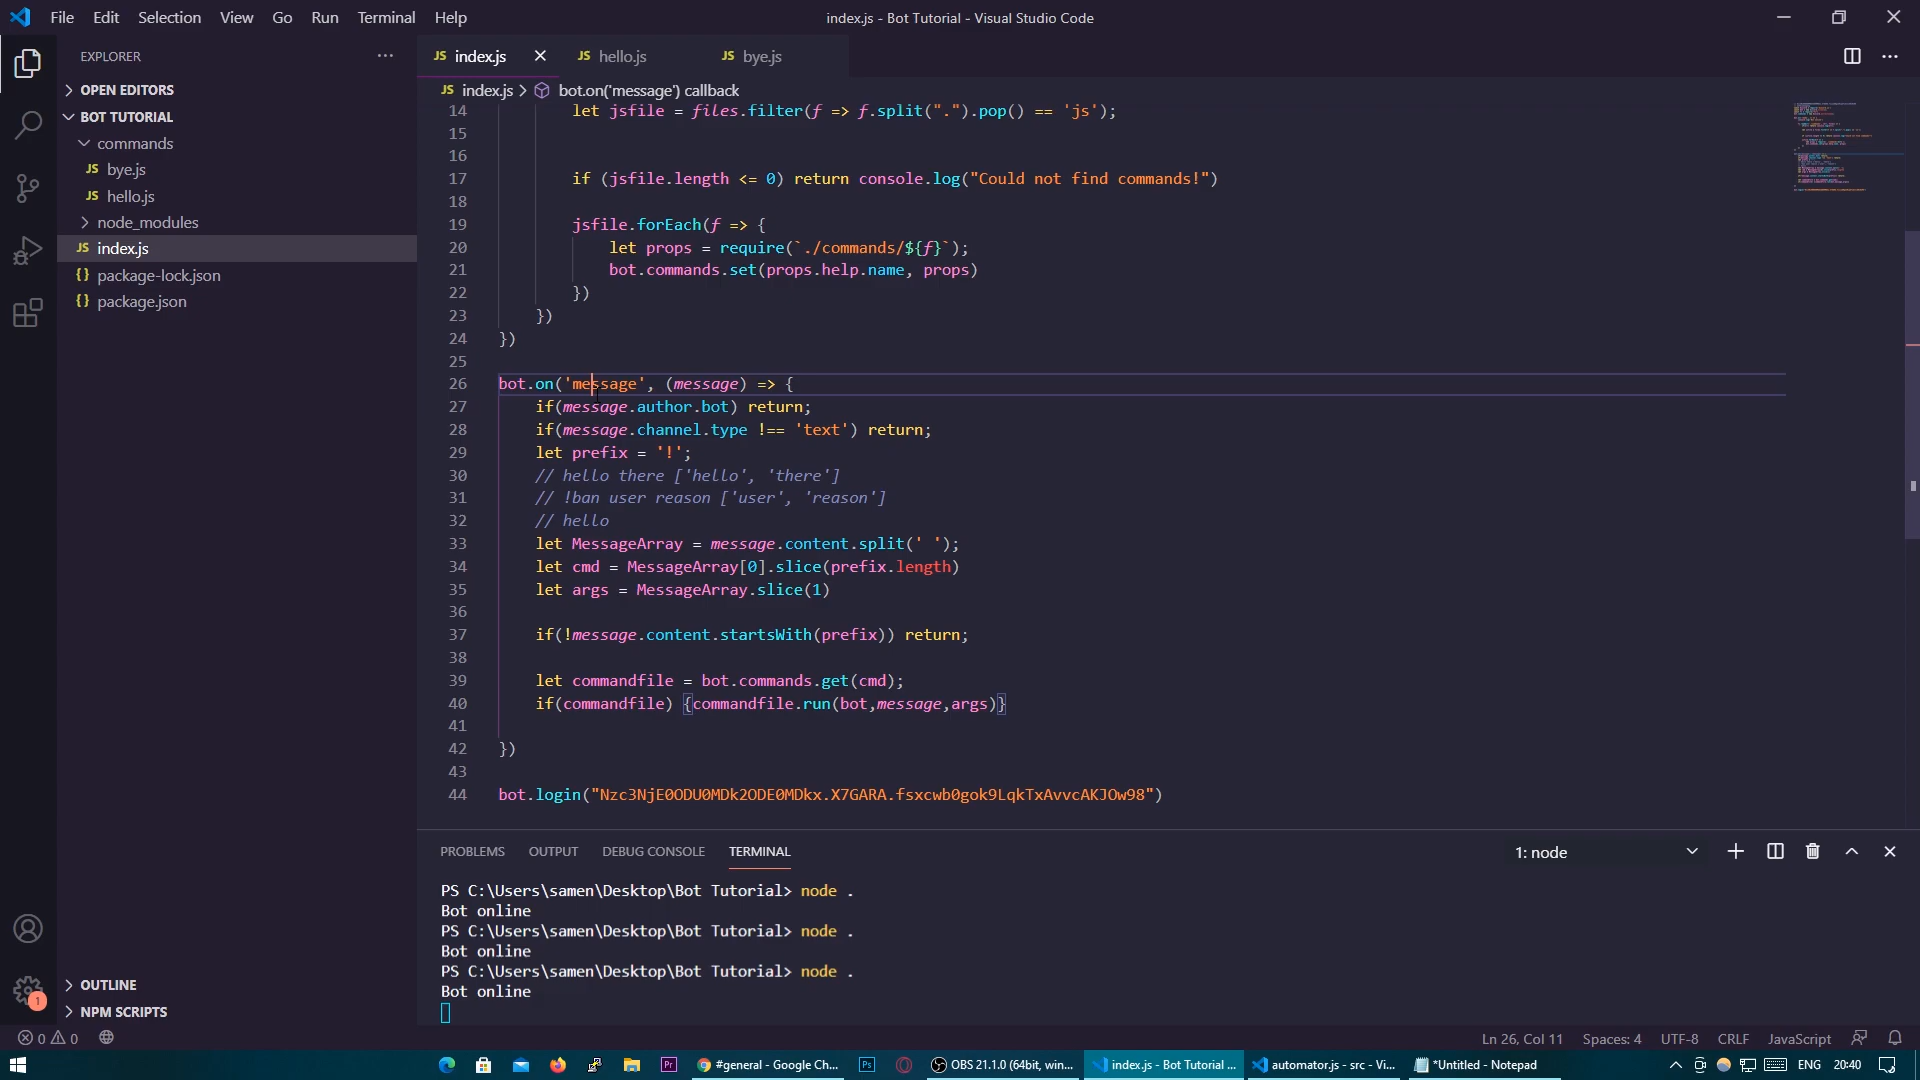 File Edit Selection View Go Run Terminal Help
index.js - Bot Tutorial - Visual Studio Code
EXPLORER
OPEN EDITORS
BOT TUTORIAL
commands
JS bye.js
JS hello.js
node_modules
JS index.js
{} package-lock.json
{} package.json
OUTLINE
NPM SCRIPTS
1
JS index.js
JS hello.js
JS bye.js
JS index.js > bot.on('message') callback
14 let jsfile = files.filter(f => f.split(".").pop() == 'js');
15
16
17 if (jsfile.length <= 0) return console.log("Could not find commands!")
18
19 jsfile.forEach(f => {
20 let props = require(`./commands/${f}`);
21 bot.commands.set(props.help.name, props)
22 })
23 })
24 })
25
26 bot.on('message', (message) => {
27 if(message.author.bot) return;
28 if(message.channel.type !== 'text') return;
29 let prefix = '!';
30 // hello there ['hello', 'there']
31 // !ban user reason ['user', 'reason']
32 // hello
33 let MessageArray = message.content.split(' ');
34 let cmd = MessageArray[0].slice(prefix.length)
35 let args = MessageArray.slice(1)
36
37 if(!message.content.startsWith(prefix)) return;
38
39 let commandfile = bot.commands.get(cmd);
40 if(commandfile) {commandfile.run(bot,message,args)}
41
42 })
43
44 bot.login("Nzc3NjE0ODU0MDk2ODE0MDkx.X7GARA.fsxcwb0gok9LqkTxAvvcAKJOw98")
PROBLEMS OUTPUT DEBUG CONSOLE TERMINAL
1: node
PS C:\Users\samen\Desktop\Bot Tutorial> node .
Bot online
PS C:\Users\samen\Desktop\Bot Tutorial> node .
Bot online
PS C:\Users\samen\Desktop\Bot Tutorial> node .
Bot online
0 0
Ln 26, Col 11 Spaces: 4 UTF-8 CRLF JavaScript
Pr
#general - Google Ch...
Ps
OBS 21.1.0 (64bit, win...
index.js - Bot Tutorial ...
automator.js - src - Vi...
*Untitled - Notepad
ENG 20:40